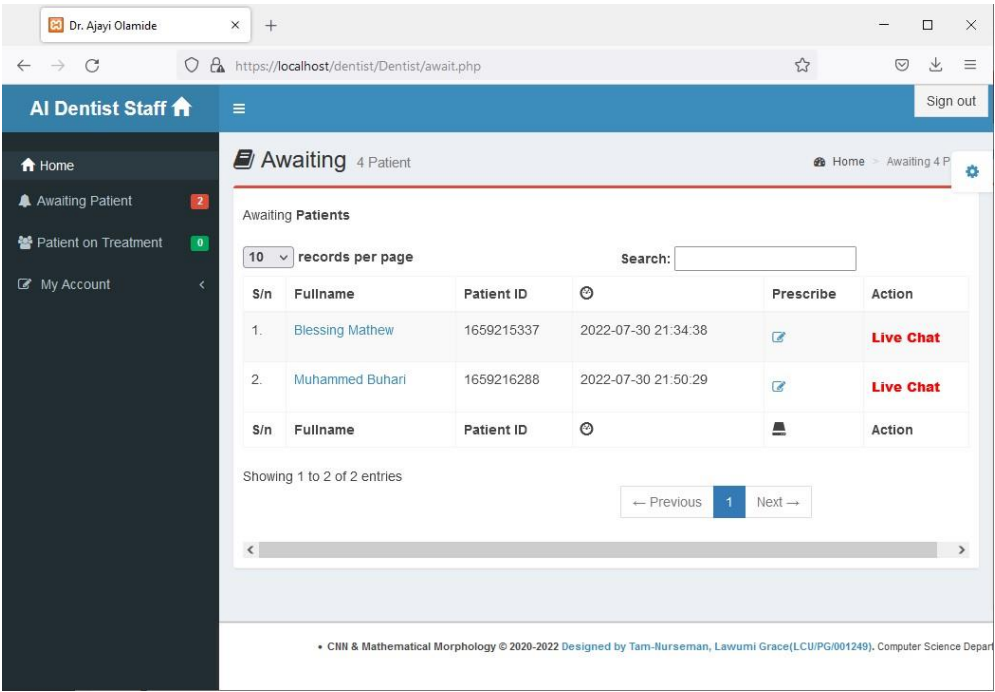 Dr. Ajayi Olamide
https://localhost/dentist/Dentist/await.php
AI Dentist Staff
Sign out
Home
Awaiting Patient 2
Patient on Treatment 0
My Account
Awaiting 4 Patient
Home > Awaiting 4 P
Awaiting Patients
10 records per page Search:
S/n Fullname Patient ID Prescribe Action
1. Blessing Mathew 1659215337 2022-07-30 21:34:38 Live Chat
2. Muhammed Buhari 1659216288 2022-07-30 21:50:29 Live Chat
S/n Fullname Patient ID Action
Showing 1 to 2 of 2 entries
← Previous 1 Next →
• CNN & Mathematical Morphology © 2020-2022 Designed by Tam-Nurseman, Lawumi Grace(LCU/PG/001249). Computer Science Depart